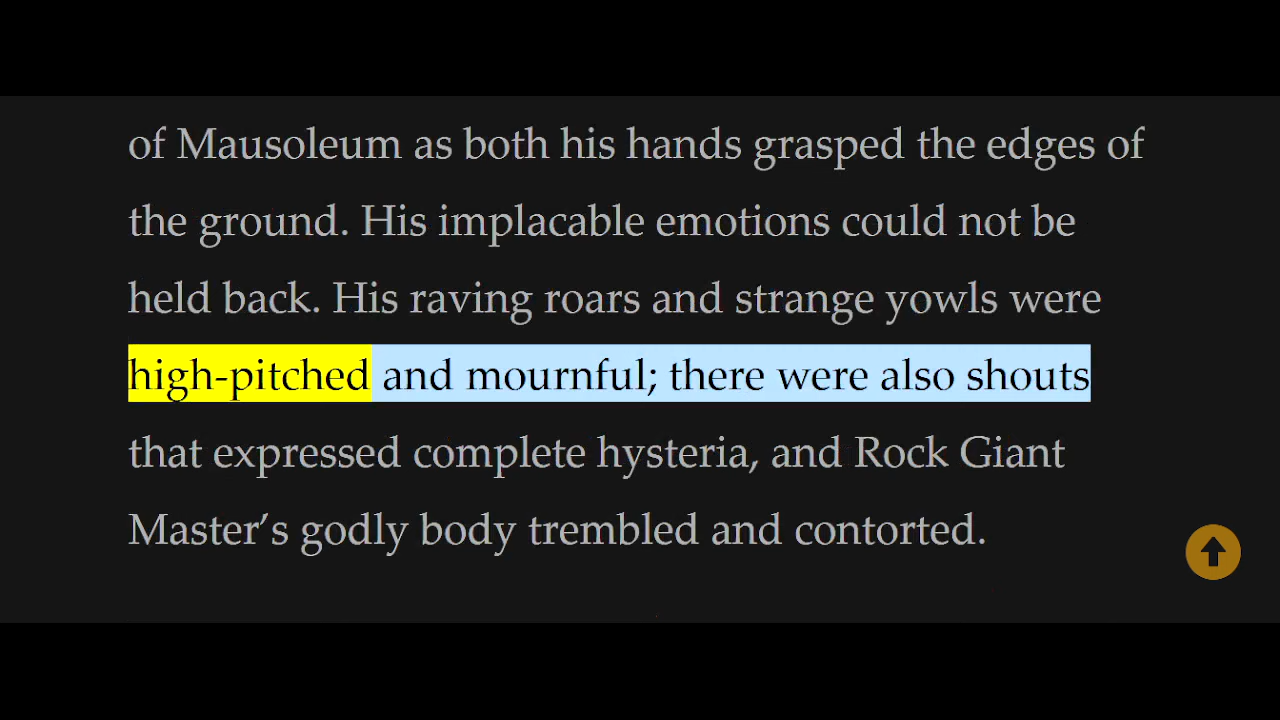 of Mausoleum as both his hands grasped the edges of
the ground. His implacable emotions could not be
held back. His raving roars and strange yowls were
high-pitched and mournful; there were also shouts
that expressed complete hysteria, and Rock Giant
Master’s godly body trembled and contorted.